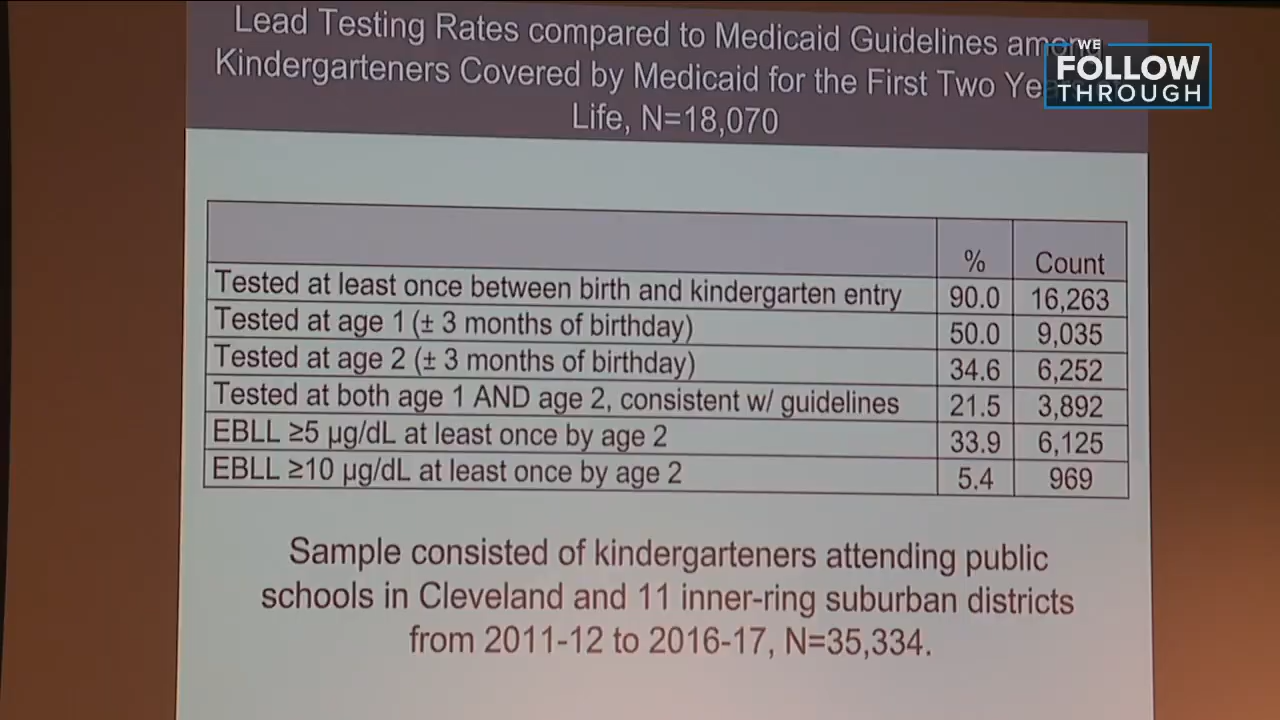 Lead Testing Rates compared to Medicaid Guidelines among
Kindergarteners Covered by Medicaid for the First Two
Life, N=18,070
WE
FOLLOW
THROUGH
% Count
Tested at least once between birth and kindergarten entry 90.0 16,263
Tested at age 1 (± 3 months of birthday) 50.0 9,035
Tested at age 2 (± 3 months of birthday) 34.6 6,252
Tested at both age 1 AND age 2, consistent w/ guidelines 21.5 3,892
EBLL ≥5 µg/dL at least once by age 2 33.9 6,125
EBLL ≥10 µg/dL at least once by age 2 5.4 969
Sample consisted of kindergarteners attending public
schools in Cleveland and 11 inner-ring suburban districts
from 2011-12 to 2016-17, N=35,334.